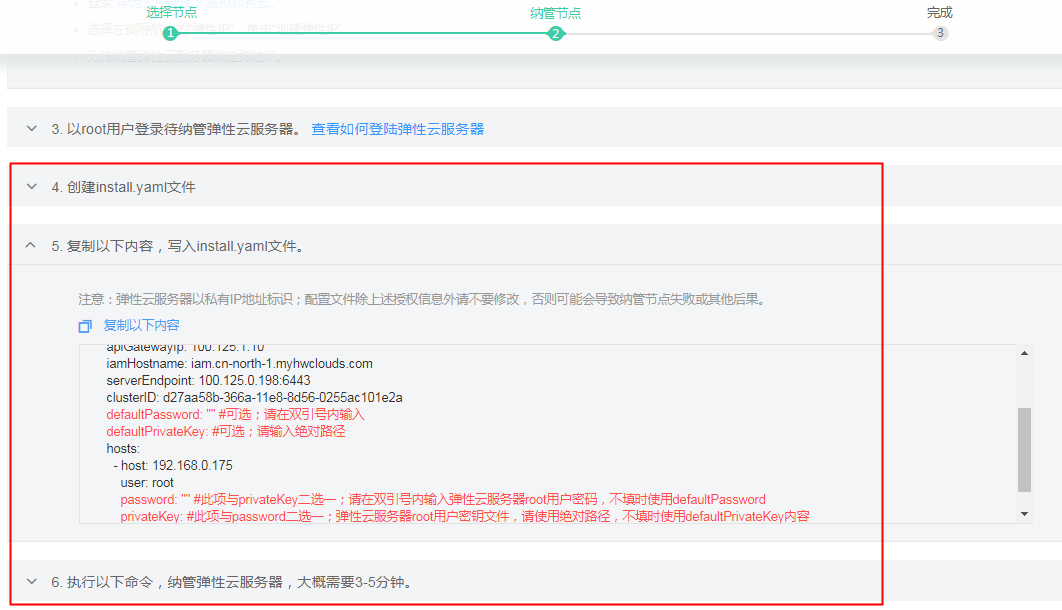 选择节点
纳管节点
完成
1
2
3
3. 以root用户登录待纳管弹性云服务器。 查看如何登陆弹性云服务器
4. 创建install.yaml文件
5. 复制以下内容，写入install.yaml文件。
注意：弹性云服务器以私有IP地址标识；配置文件除上述授权信息外请不要修改，否则可能会导致纳管节点失败或其他后果。
复制以下内容
apiGatewayIp: 100.125.1.10
iamHostname: iam.cn-north-1.myhwclouds.com
serverEndpoint: 100.125.0.198:6443
clusterID: d27aa58b-366a-11e8-8d56-0255ac101e2a
defaultPassword: "" #可选；请在双引号内输入
defaultPrivateKey: #可选；请输入绝对路径
hosts:
- host: 192.168.0.175
user: root
password: "" #此项与privateKey二选一；请在双引号内输入弹性云服务器root用户密码，不填时使用defaultPassword
privateKey: #此项与password二选一；弹性云服务器root用户密钥文件，请使用绝对路径，不填时使用defaultPrivateKey内容
6. 执行以下命令，纳管弹性云服务器，大概需要3-5分钟。